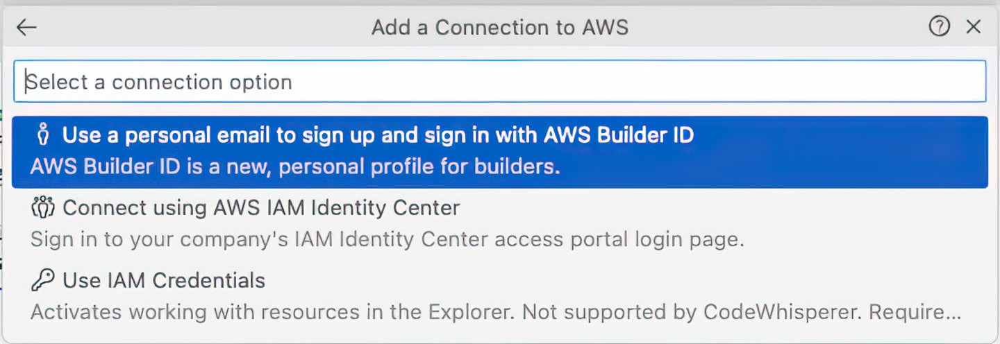 Add a Connection to AWS
Select a connection option
Use a personal email to sign up and sign in with AWS Builder ID
AWS Builder ID is a new, personal profile for builders.
Connect using AWS IAM Identity Center
Sign in to your company's IAM Identity Center access portal login page.
Use IAM Credentials
Activates working with resources in the Explorer. Not supported by CodeWhisperer. Require...